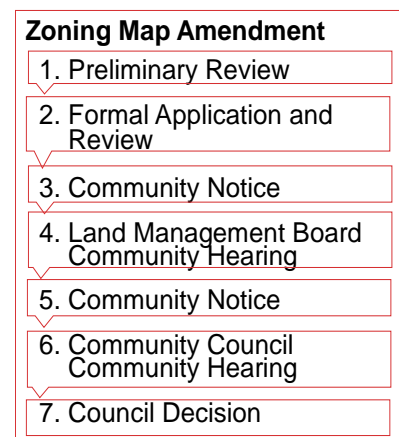 Zoning Map Amendment
1. Preliminary Review
2. Formal Application and
Review
3. Community Notice
4. Land Management Board
Community Hearing
5. Community Notice
6. Community Council
Community Hearing
7. Council Decision